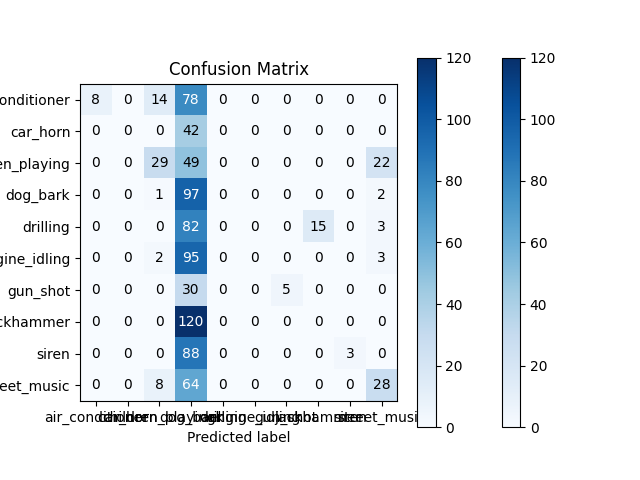 Confusion Matrix
onditioner 8 0 14 78 0 0 0 0 0 0
car_horn 0 0 0 42 0 0 0 0 0 0
en_playing 0 0 29 49 0 0 0 0 0 22
dog_bark 0 0 1 97 0 0 0 0 0 2
drilling 0 0 0 82 0 0 0 15 0 3
gine_idling 0 0 2 95 0 0 0 0 0 3
gun_shot 0 0 0 30 0 0 5 0 0 0
ckhammer 0 0 0 120 0 0 0 0 0 0
siren 0 0 0 88 0 0 0 0 3 0
eet_music 0 0 8 64 0 0 0 0 0 28
Predicted label
120
100
80
60
40
20
0
120
100
80
60
40
20
0